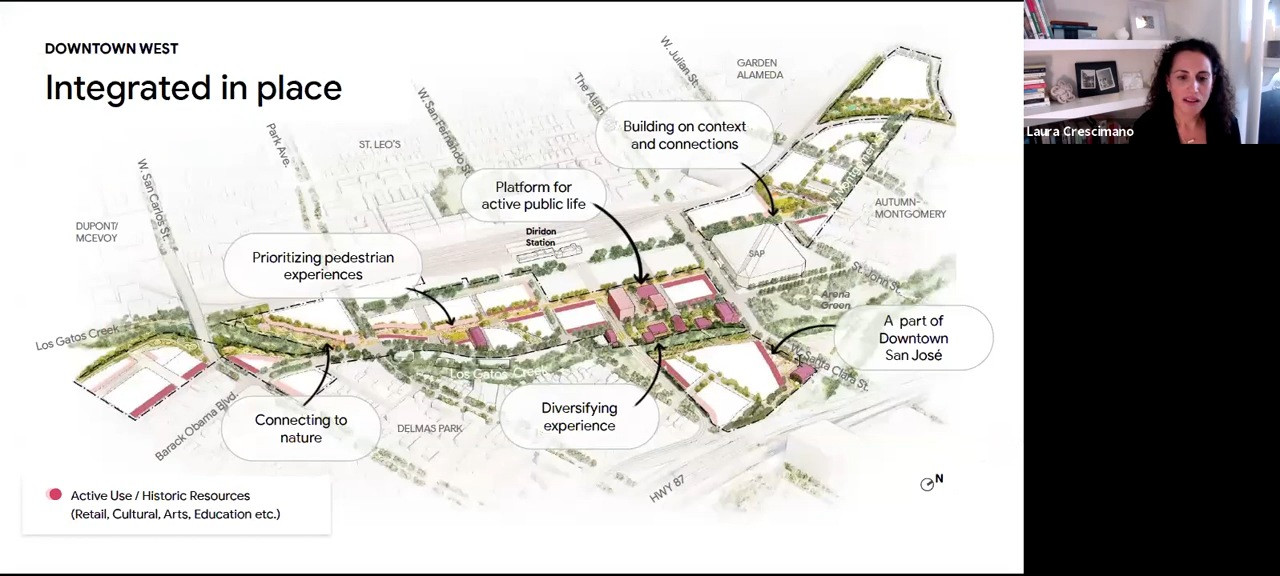 DOWNTOWN WEST
Integrated in place
W. Julian St.
GARDEN
ALAMEDA
The Alam
W. San Fernando St.
Park Ave.
ST. LEO'S
W. San Carlos St.
Building on context
and connections
Platform for
active public life
AUTUMN-
MONTGOMERY
DUPONT/
MCEVOY
Diridon
Station
SAP
Prioritizing pedestrian
experiences
St. John St.
Arena
Green
Los Gatos Creek
A part of
Downtown
San José
W. Santa Clara St.
Los Gatos Creek
Connecting to
nature
Diversifying
experience
Barack Obama Blvd.
DELMAS PARK
HWY 87
N
Active Use / Historic Resources
(Retail, Cultural, Arts, Education etc.)
Laura Crescimano